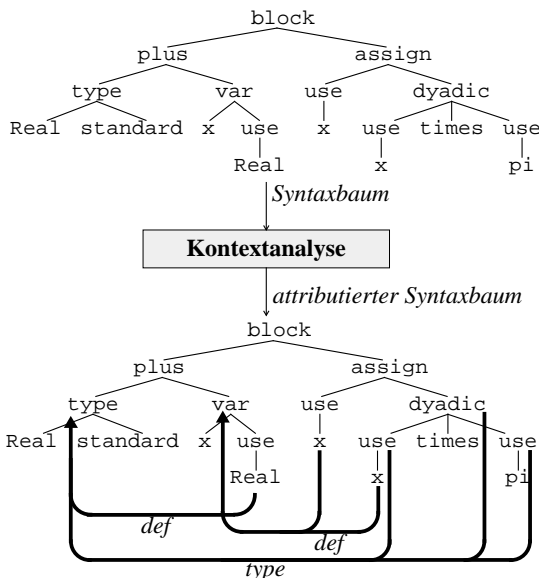 block
plus assign
type var use dyadic
Real standard x use x use times use
Real x pi
Syntaxbaum
Kontextanalyse
attributierter Syntaxbaum
block
plus assign
type var use dyadic
Real standard x use x use times use
Real x pi
def def
type